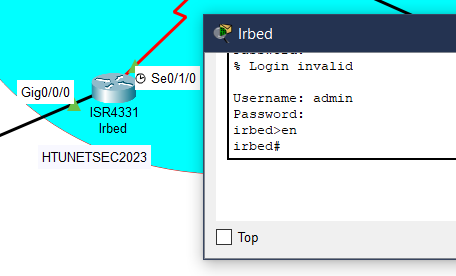 Gig0/0/0
Se0/1/0
ISR4331
Irbed
HTUNETSEC2023
Irbed
% Login invalid
Username: admin
Password:
irbed>en
irbed#
Top